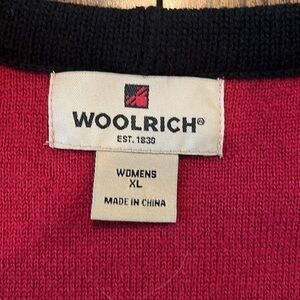 WOOLRICH®
EST. 1830
WOMENS
XL
MADE IN CHINA